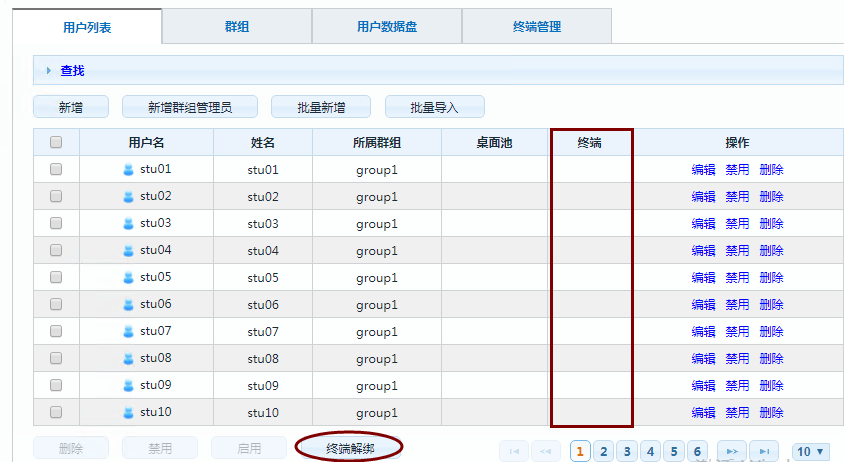 用户列表 群组 用户数据盘 终端管理
查找
新增 新增群组管理员 批量新增 批量导入
用户名 姓名 所属群组 桌面池 终端 操作
stu01 stu01 group1 编辑 禁用 删除
stu02 stu02 group1 编辑 禁用 删除
stu03 stu03 group1 编辑 禁用 删除
stu04 stu04 group1 编辑 禁用 删除
stu05 stu05 group1 编辑 禁用 删除
stu06 stu06 group1 编辑 禁用 删除
stu07 stu07 group1 编辑 禁用 删除
stu08 stu08 group1 编辑 禁用 删除
stu09 stu09 group1 编辑 禁用 删除
stu10 stu10 group1 编辑 禁用 删除
删除 禁用 启用 终端解绑 1 2 3 4 5 6 10